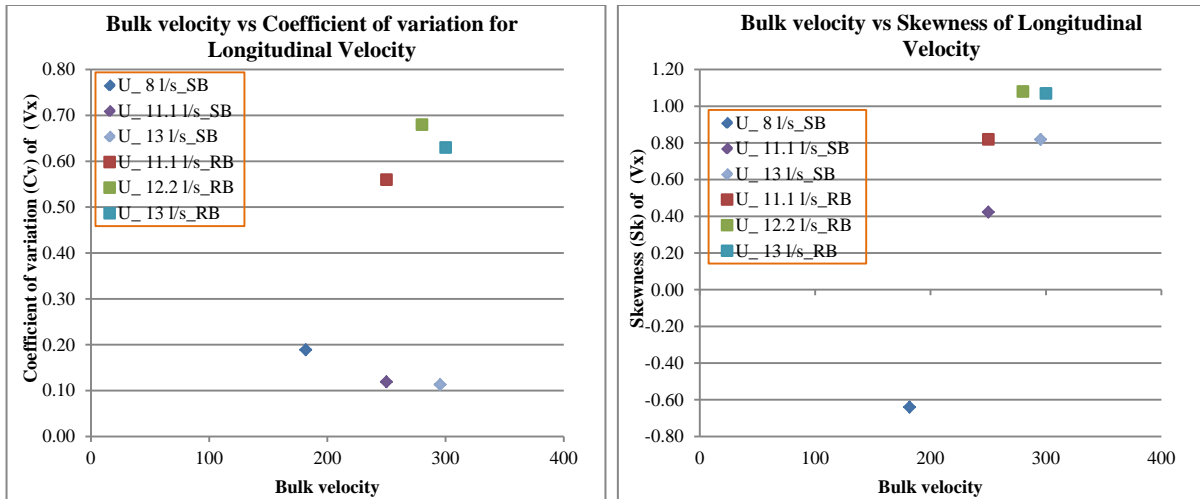 Bulk velocity vs Coefficient of variation for
Longitudinal Velocity
Coefficient of variation (Cv) of (Vx)
0.80
0.70
0.60
0.50
0.40
0.30
0.20
0.10
0.00
U_ 8 l/s_SB
U_ 11.1 l/s_SB
U_ 13 l/s_SB
U_ 11.1 l/s_RB
U_ 12.2 l/s_RB
U_ 13 l/s_RB
0
100
200
300
400
Bulk velocity
Bulk velocity vs Skewness of Longitudinal
Velocity
Skewness (Sk) of (Vx)
1.20
1.00
0.80
0.60
0.40
0.20
0.00
-0.20
-0.40
-0.60
-0.80
U_ 8 l/s_SB
U_ 11.1 l/s_SB
U_ 13 l/s_SB
U_ 11.1 l/s_RB
U_ 12.2 l/s_RB
U_ 13 l/s_RB
0
100
200
300
400
Bulk velocity